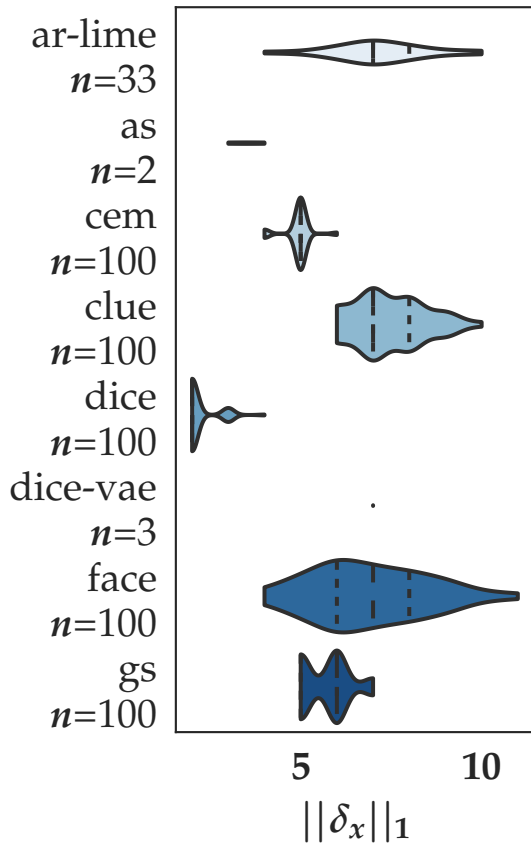 ar-lime
n=33
as
n=2
cem
n=100
clue
n=100
dice
n=100
dice-vae
n=3
face
n=100
gs
n=100
5 10
||δₓ||₁